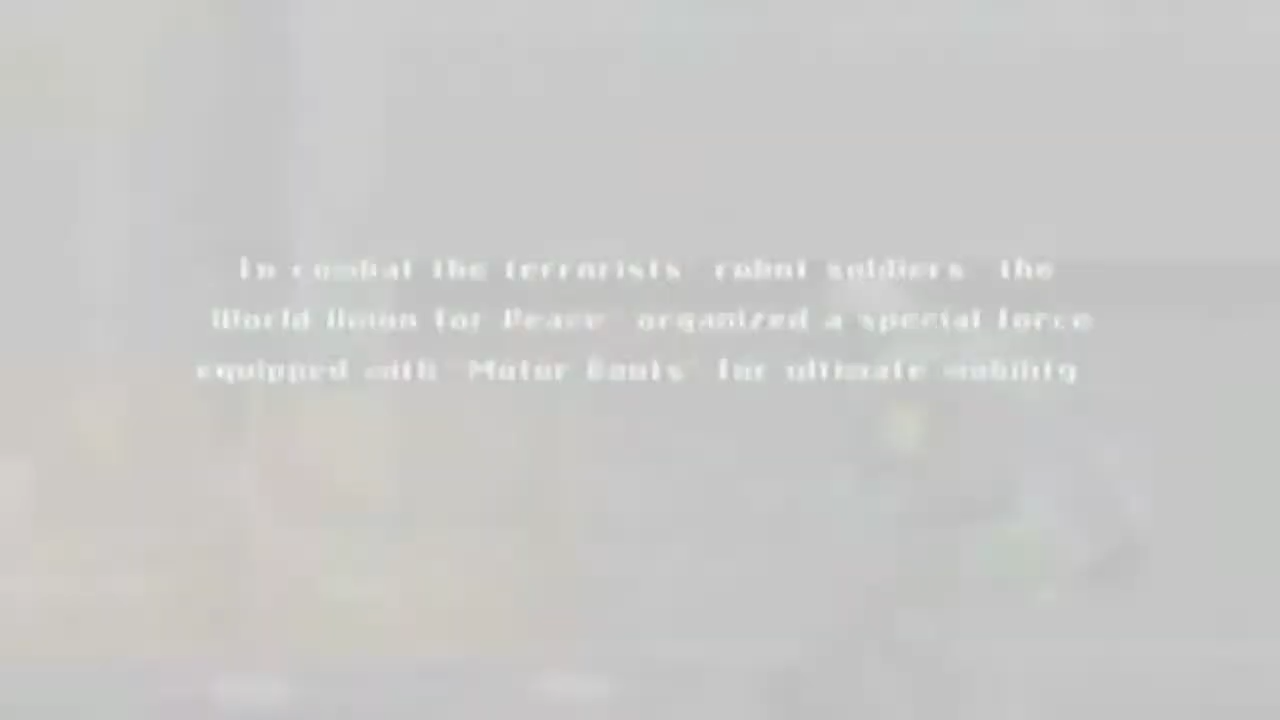 In combat the terrorists' robot soldiers, the
World Union for Peace organized a special force
equipped with "Motor Boots" for ultimate mobility